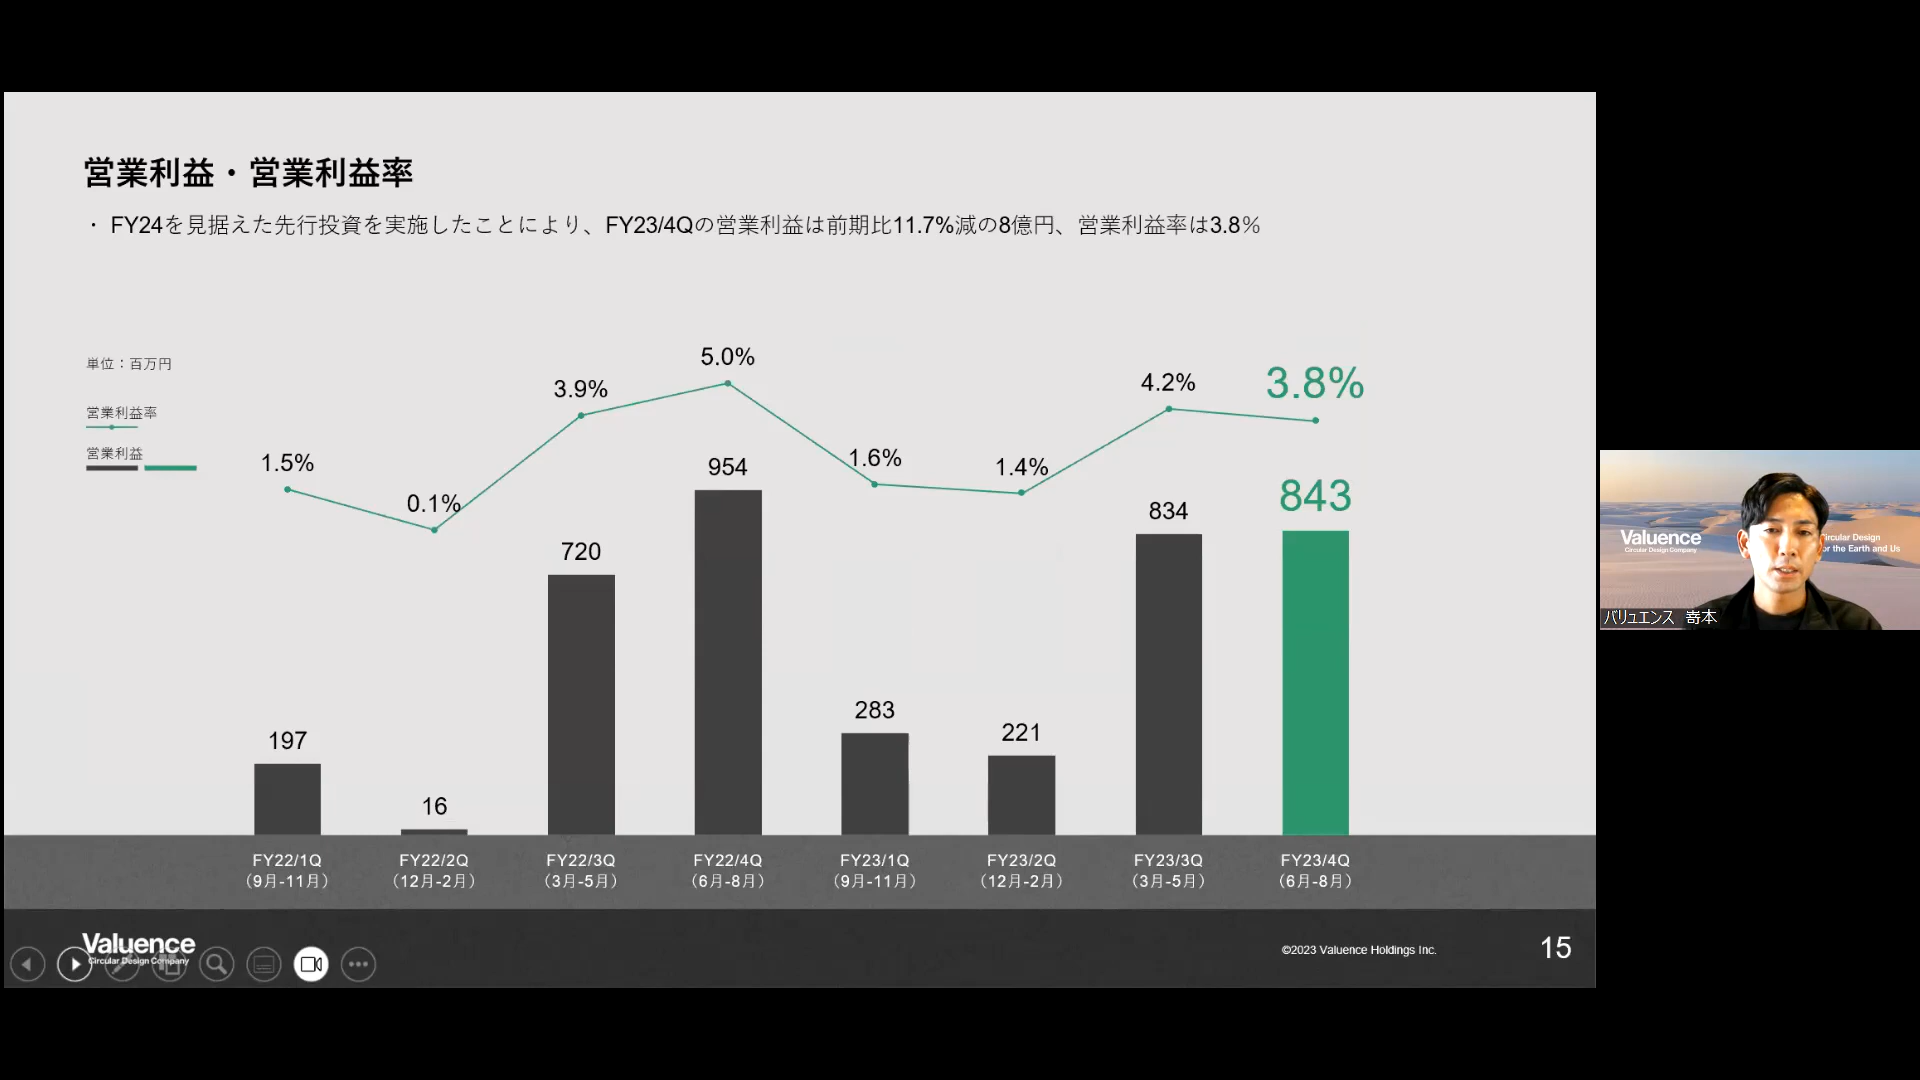 営業利益・営業利益率
・ FY24を見据えた先行投資を実施したことにより、FY23/4Qの営業利益は前期比11.7%減の8億円、営業利益率は3.8%
単位：百万円
営業利益率
営業利益
1.5% 0.1% 3.9% 5.0% 1.6% 1.4% 4.2% 3.8%
197 16 720 954 283 221 834 843
FY22/1Q FY22/2Q FY22/3Q FY22/4Q FY23/1Q FY23/2Q FY23/3Q FY23/4Q
（9月-11月） （12月-2月） （3月-5月） （6月-8月） （9月-11月） （12月-2月） （3月-5月） （6月-8月）
Valuence
Circular Design Company
©2023 Valuence Holdings Inc.
15
Valuence
Circular Design Company
ircular Design
or the Earth and Us
バリュエンス 嵜本